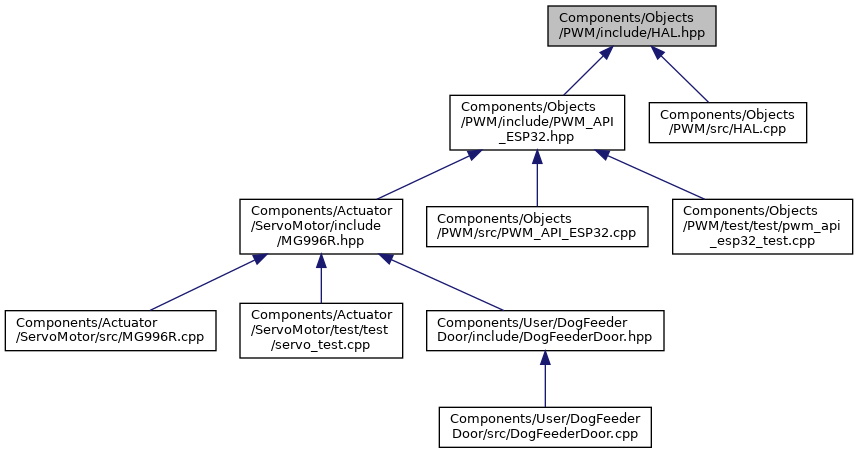 Components/Objects
/PWM/include/HAL.hpp
Components/Objects
/PWM/include/PWM_API
_ESP32.hpp
Components/Objects
/PWM/src/HAL.cpp
Components/Actuator
/ServoMotor/include
/MG996R.hpp
Components/Objects
/PWM/src/PWM_API_ESP32.cpp
Components/Objects
/PWM/test/test/pwm_api
_esp32_test.cpp
Components/Actuator
/ServoMotor/src/MG996R.cpp
Components/Actuator
/ServoMotor/test/test
/servo_test.cpp
Components/User/DogFeeder
Door/include/DogFeederDoor.hpp
Components/User/DogFeeder
Door/src/DogFeederDoor.cpp